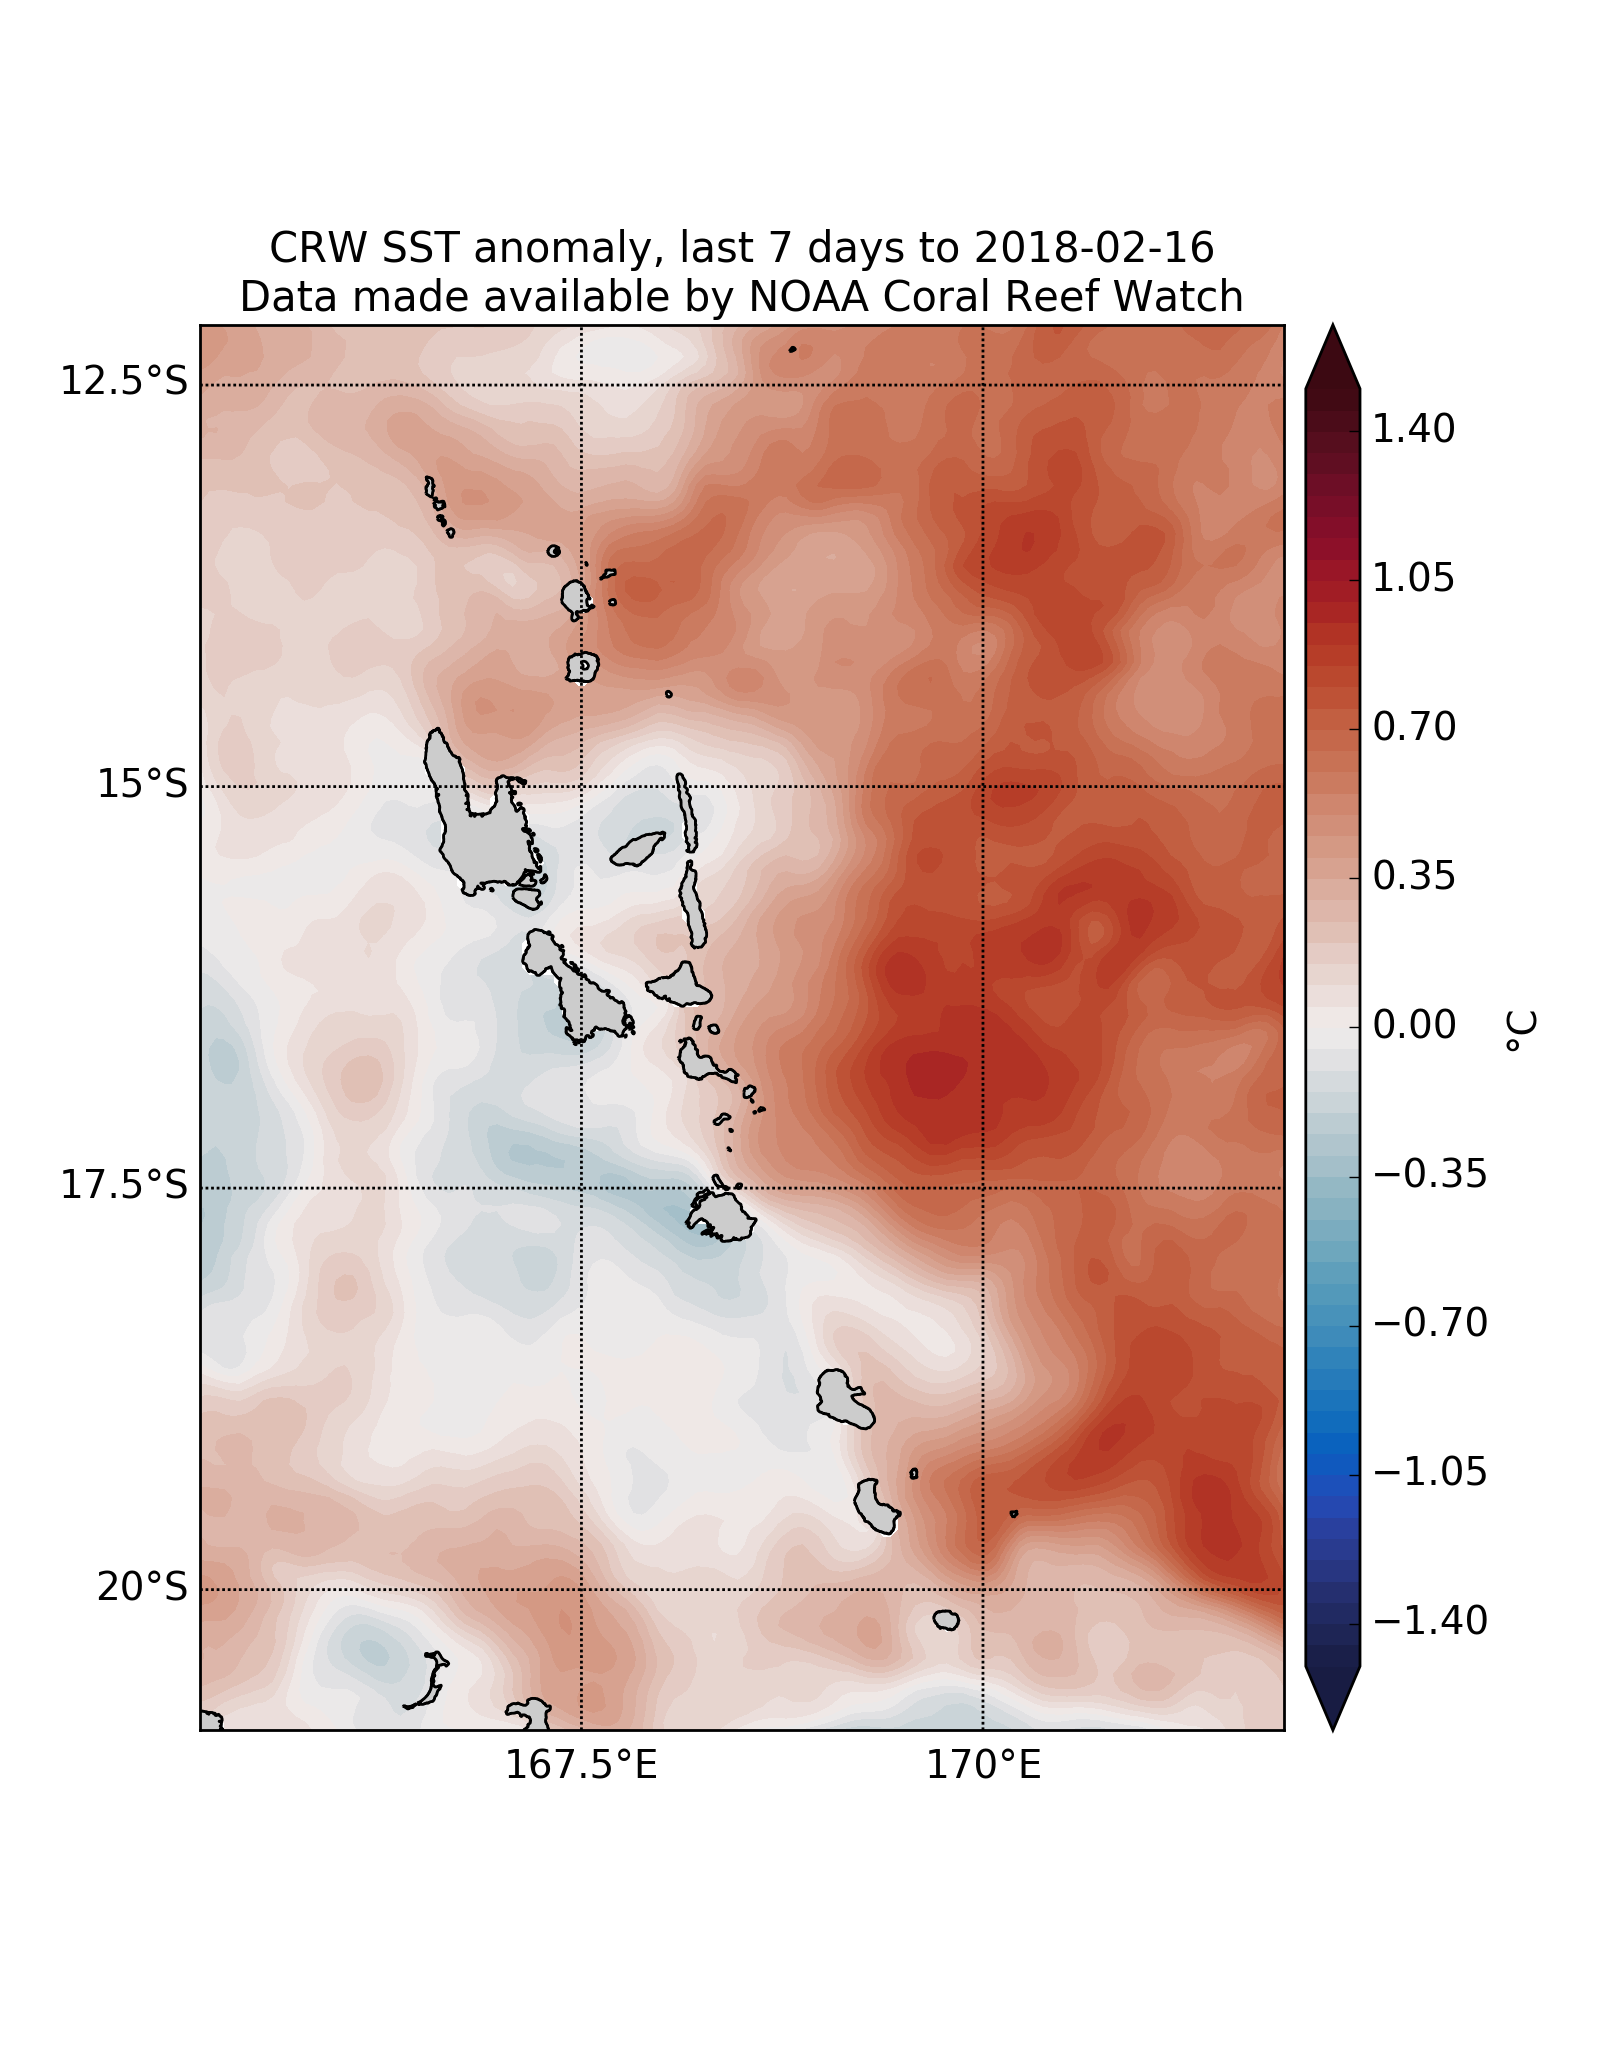 CRW SST anomaly, last 7 days to 2018-02-16
Data made available by NOAA Coral Reef Watch
12.5°S
15°S
17.5°S
20°S
167.5°E
170°E
1.40
1.05
0.70
0.35
0.00
−0.35
−0.70
−1.05
−1.40
°C